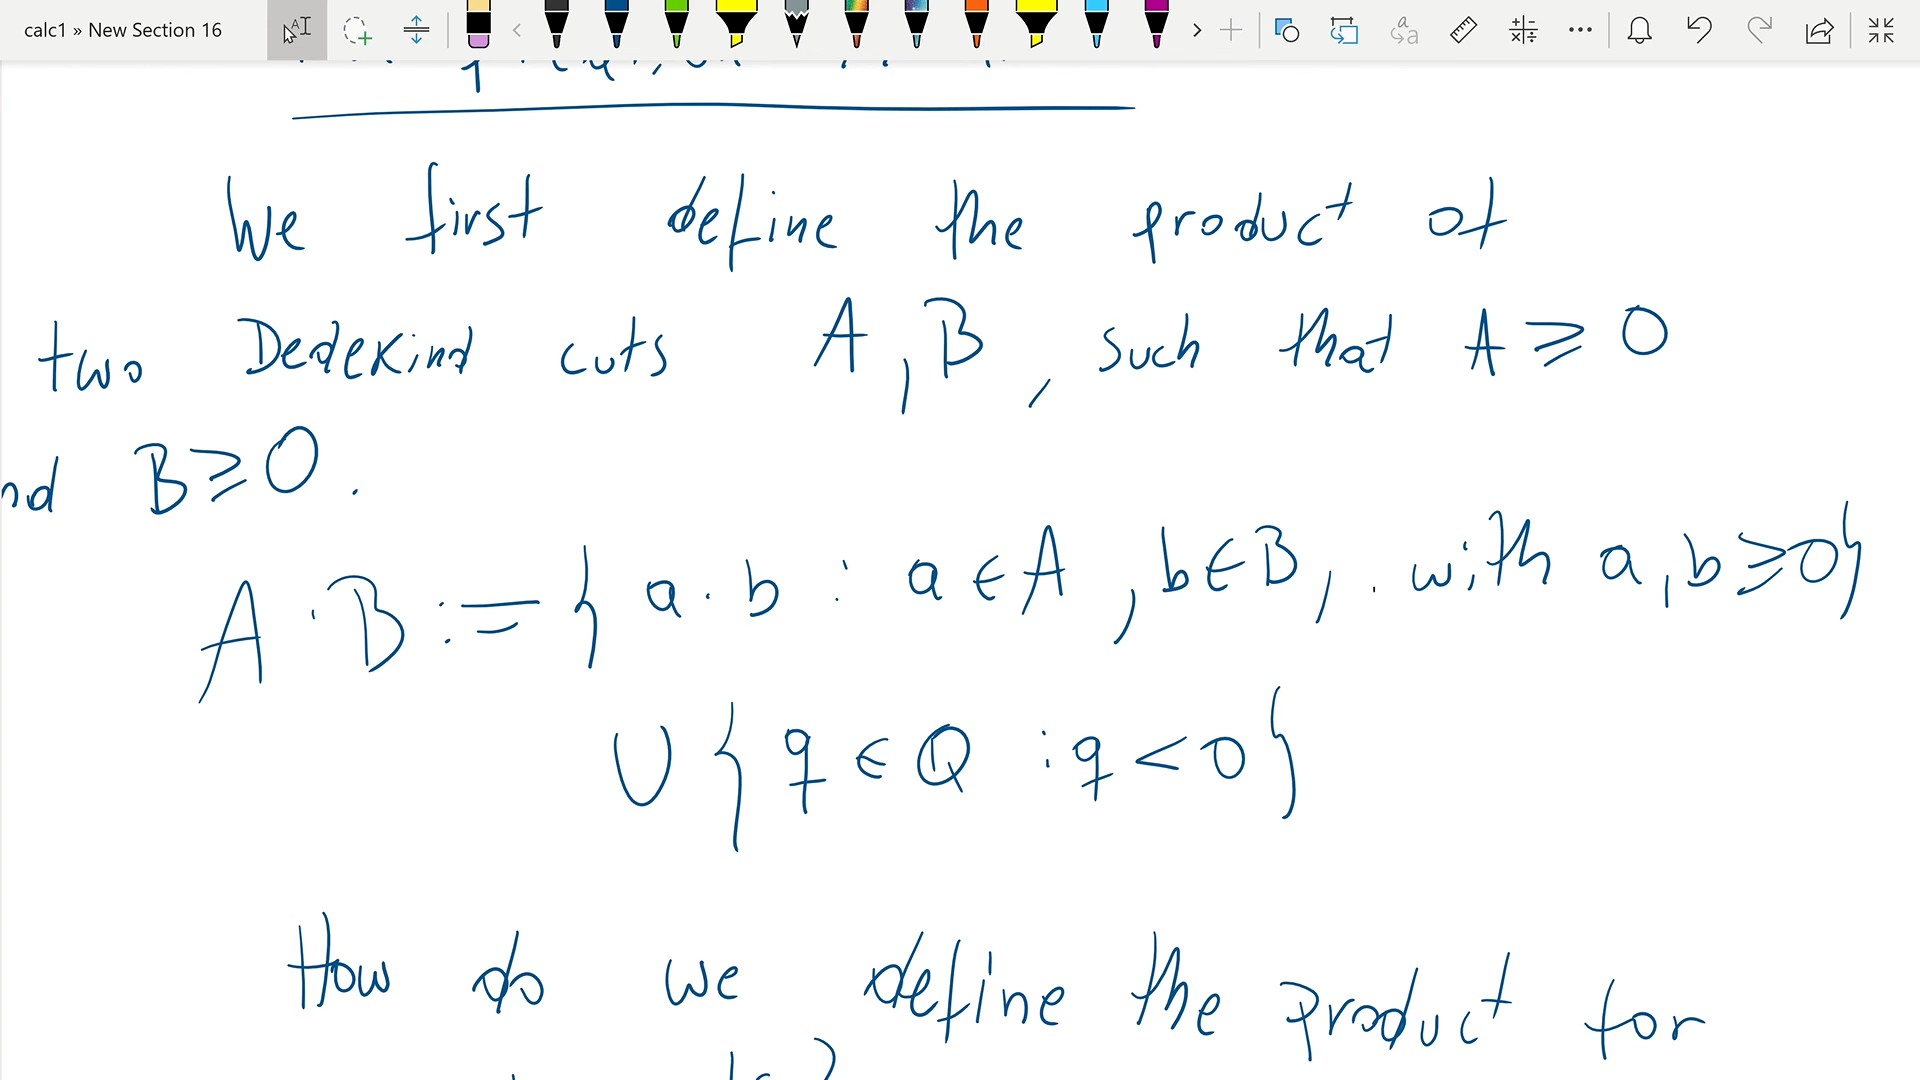 calc1 » New Section 16
We first define the product of
two Dedekind cuts A, B, such that A ≥ 0
nd B ≥ 0.
A · B := { a · b : a ∈ A, b ∈ B, with a, b ≥ 0 }
∪ { q ∈ Q : q < 0 }
How do we define the product for